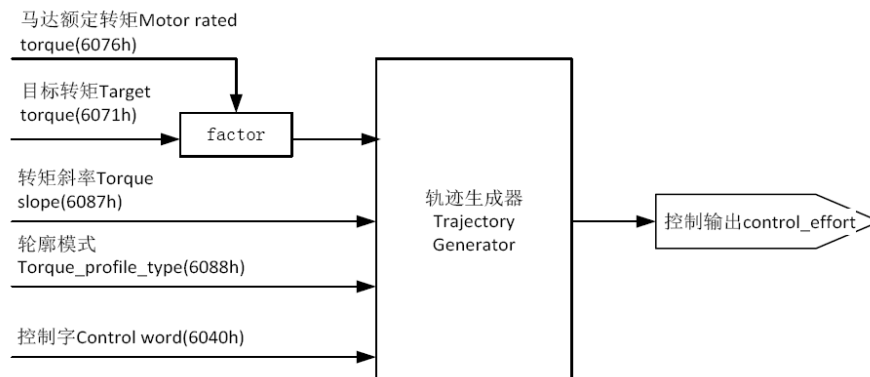 马达额定转矩Motor rated
torque(6076h)
目标转矩Target
torque(6071h)
factor
转矩斜率Torque
slope(6087h)
轮廓模式
Torque_profile_type(6088h)
控制字Control word(6040h)
轨迹生成器
Trajectory
Generator
控制输出control_effort